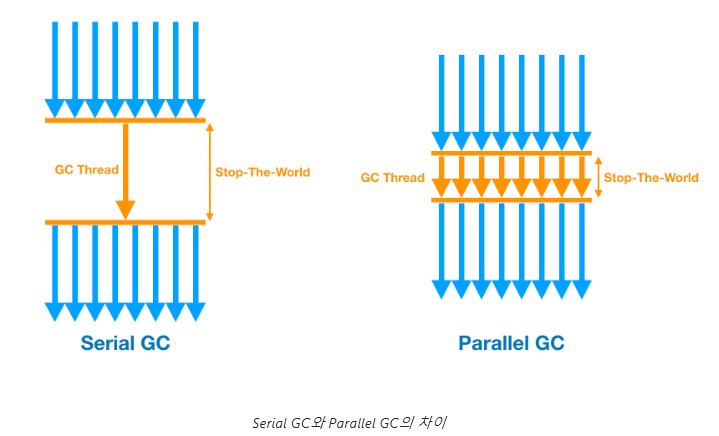 GC Thread
Stop-The-World
Serial GC
GC Thread
Stop-The-World
Parallel GC
Serial GC와 Parallel GC의 차이